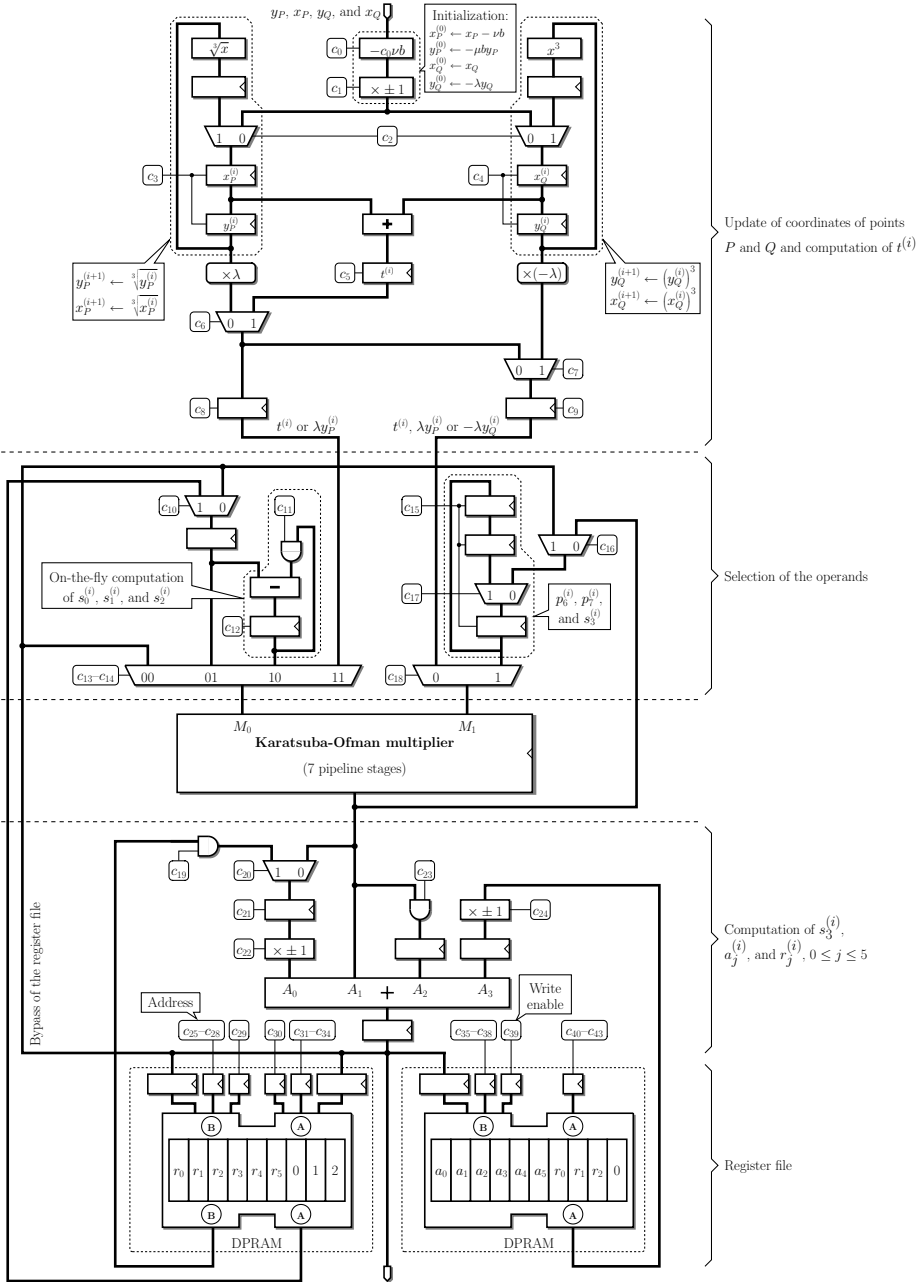 y_P, x_P, y_Q, and x_Q
Initialization:
x_P^{(0)} ← x_P − νb
y_P^{(0)} ← −μby_P
x_Q^{(0)} ← x_Q
y_Q^{(0)} ← −λy_Q
c_0
−c_0νb
c_1
× ± 1
∛x
x^3
1 0
c_2
0 1
c_3
x_P^{(i)}
c_4
x_Q^{(i)}
y_P^{(i)}
+
y_Q^{(i)}
Update of coordinates of points
P and Q and computation of t^{(i)}
y_P^{(i+1)} ← ∛y_P^{(i)}
x_P^{(i+1)} ← ∛x_P^{(i)}
×λ
c_5
t^{(i)}
×(−λ)
y_Q^{(i+1)} ← (y_Q^{(i)})^3
x_Q^{(i+1)} ← (x_Q^{(i)})^3
c_6
0 1
0 1
c_7
c_8
c_9
t^{(i)} or λy_P^{(i)}
t^{(i)}, λy_P^{(i)} or −λy_Q^{(i)}
c_10
1 0
c_11
c_15
1 0
c_16
On-the-fly computation
of s_0^{(i)}, s_1^{(i)}, and s_2^{(i)}
−
Selection of the operands
c_17
1 0
p_6^{(i)}, p_7^{(i)},
and s_3^{(i)}
c_12
c_13–c_14
00 01 10 11
c_18
0 1
M_0 M_1
Karatsuba-Ofman multiplier
(7 pipeline stages)
c_19
c_20
1 0
c_23
c_21
× ± 1
c_24
c_22
× ± 1
Computation of s_3^{(i)},
a_j^{(i)}, and r_j^{(i)}, 0 ≤ j ≤ 5
Bypass of the register file
A_0 A_1 + A_2 A_3
Address
Write
enable
c_25–c_28
c_29
c_30
c_31–c_34
c_35–c_38
c_39
c_40–c_43
B A B A
r_0 r_1 r_2 r_3 r_4 r_5 0 1 2
a_0 a_1 a_2 a_3 a_4 a_5 r_0 r_1 r_2 0
Register file
B A A
DPRAM
DPRAM